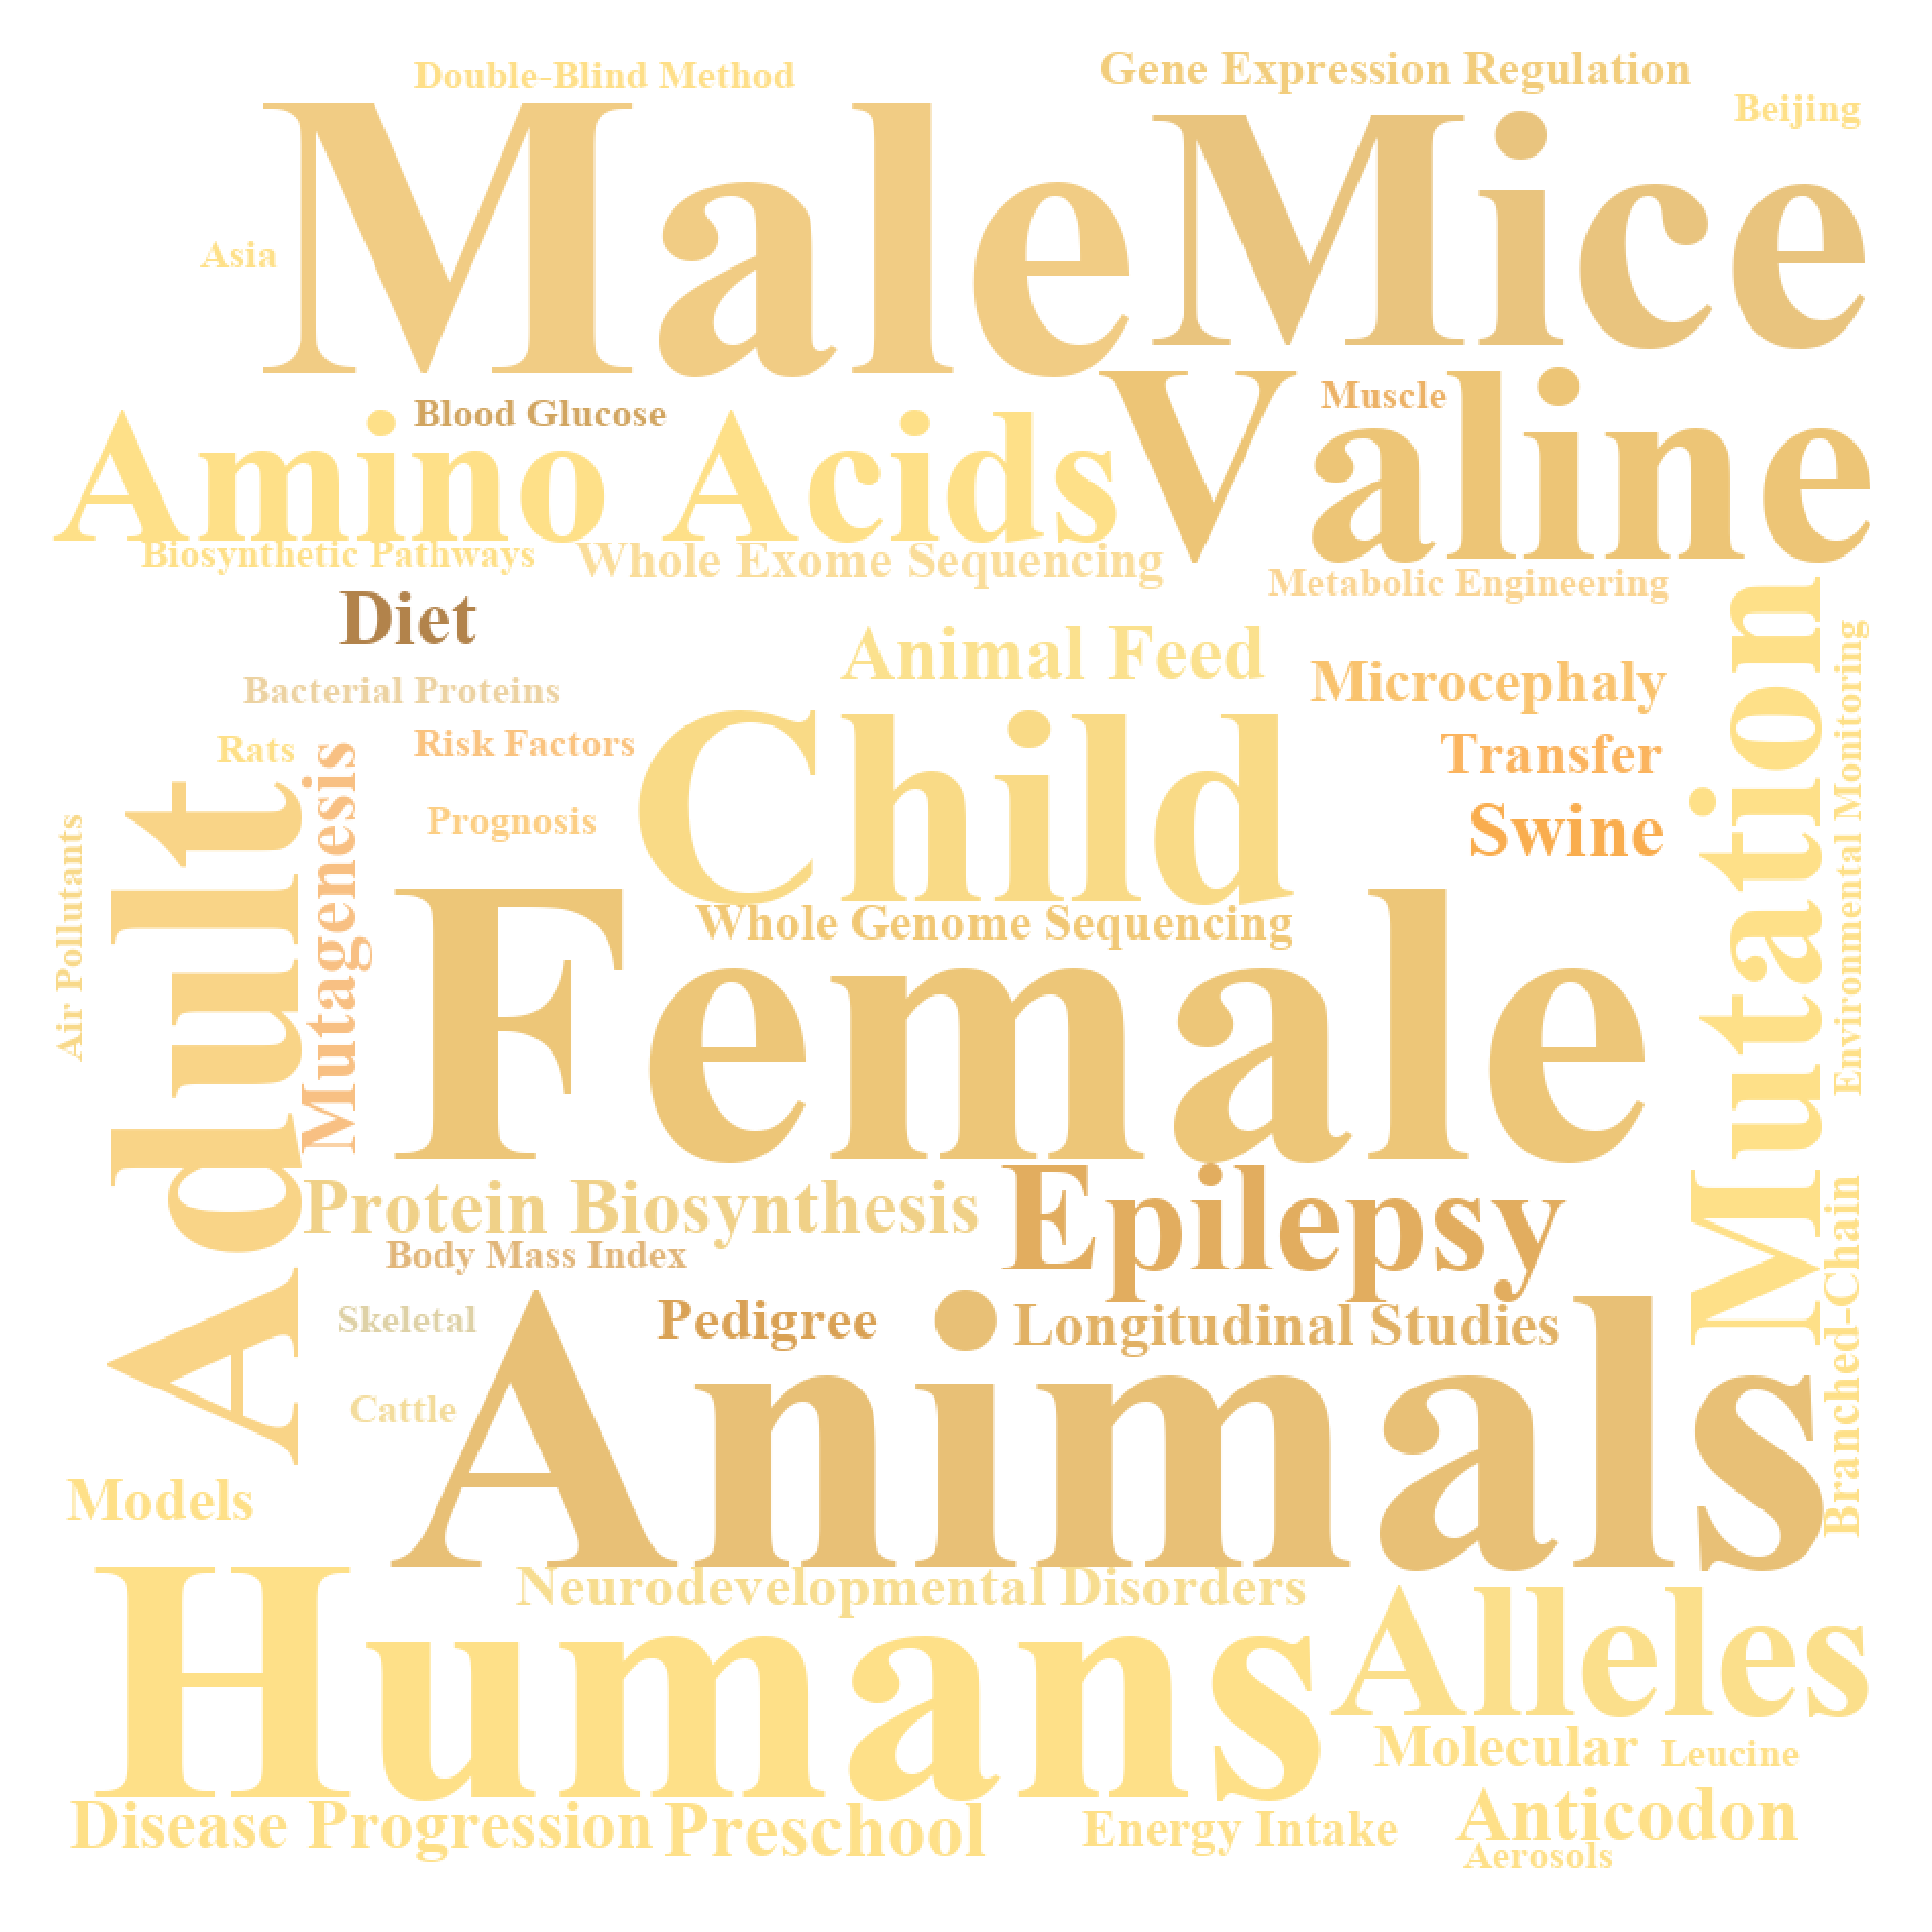 Double-Blind Method
Gene Expression Regulation
Beijing
Male
Mice
Asia
Blood Glucose
Muscle
Valine
Amino Acids
Biosynthetic Pathways
Whole Exome Sequencing
Metabolic Engineering
Diet
Animal Feed
Bacterial Proteins
Microcephaly
Mutation
Environmental Monitoring
Rats
Risk Factors
Child
Transfer
Prognosis
Swine
Adult
Mutagenesis
Air Pollutants
Whole Genome Sequencing
Female
Protein Biosynthesis
Epilepsy
Body Mass Index
Skeletal
Pedigree
Longitudinal Studies
Branched-Chain
Cattle
Animals
Models
Neurodevelopmental Disorders
Humans
Alleles
Molecular
Leucine
Disease Progression
Preschool
Energy Intake
Anticodon
Aerosols